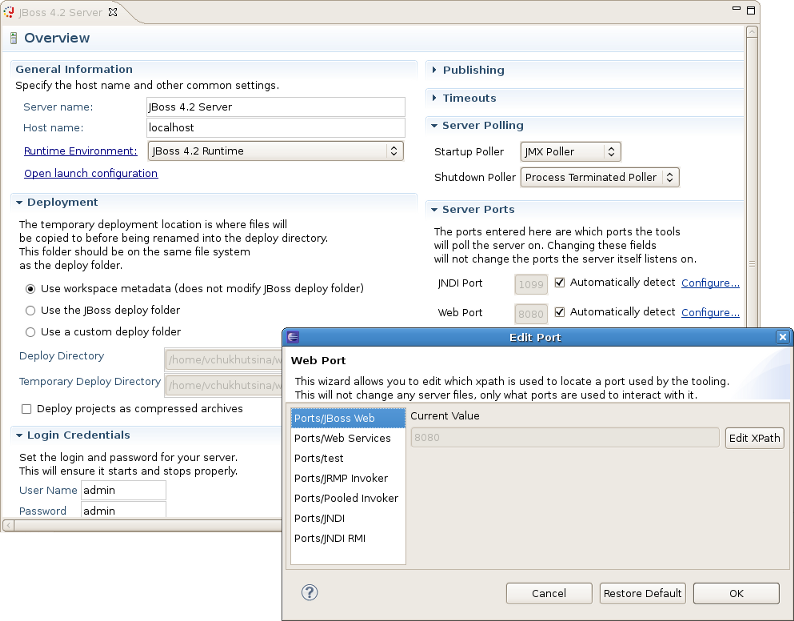 JBoss 4.2 Server
Overview
General Information
Specify the host name and other common settings.
Server name:
JBoss 4.2 Server
Host name:
localhost
Runtime Environment:
JBoss 4.2 Runtime
Open launch configuration
Deployment
The temporary deployment location is where files will
be copied to before being renamed into the deploy directory.
This folder should be on the same file system
as the deploy folder.
Use workspace metadata (does not modify JBoss deploy folder)
Use the JBoss deploy folder
Use a custom deploy folder
Deploy Directory
/home/vchukhutsina/w
Temporary Deploy Directory
/home/vchukhutsina/w
Deploy projects as compressed archives
Login Credentials
Set the login and password for your server.
This will ensure it starts and stops properly.
User Name
admin
Password
admin
Publishing
Timeouts
Server Polling
Startup Poller
JMX Poller
Shutdown Poller
Process Terminated Poller
Server Ports
The ports entered here are which ports the tools
will poll the server on. Changing these fields
will not change the ports the server itself listens on.
JNDI Port
1099
Automatically detect
Configure...
Web Port
8080
Automatically detect
Configure...
Edit Port
Web Port
This wizard allows you to edit which xpath is used to locate a port used by the tooling.
This will not change any server files, only what ports are used to interact with it.
Ports/JBoss Web
Ports/Web Services
Ports/test
Ports/JRMP Invoker
Ports/Pooled Invoker
Ports/JNDI
Ports/JNDI RMI
Current Value
8080
Edit XPath
?
Cancel
Restore Default
OK